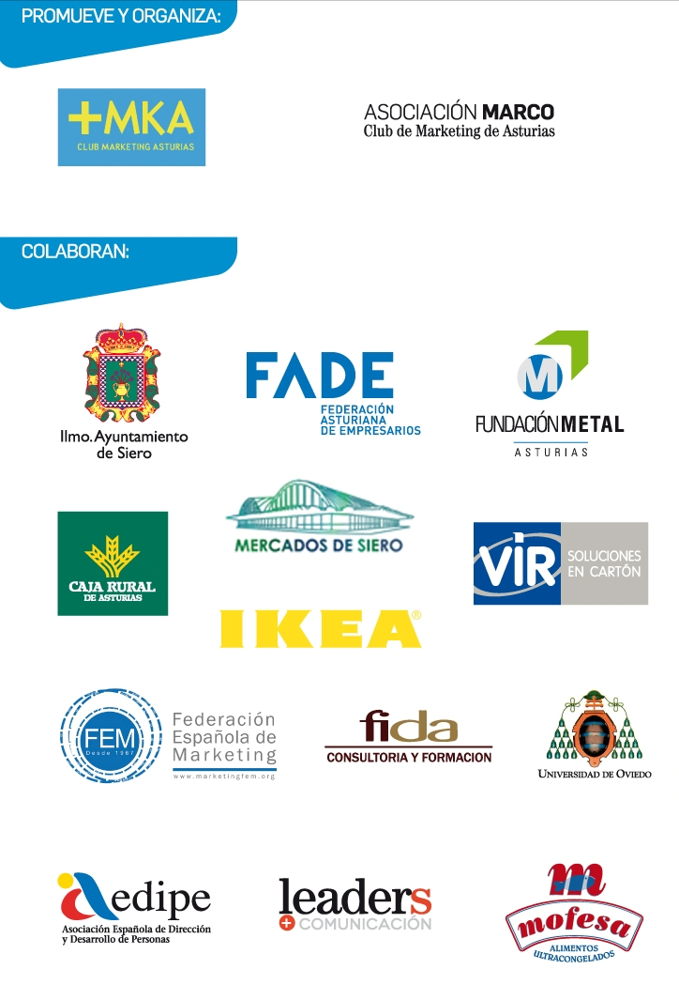 PROMUEVE Y ORGANIZA:
+MKA
CLUB MARKETING ASTURIAS
ASOCIACIÓN MARCO
Club de Marketing de Asturias
COLABORAN:
Ilmo. Ayuntamiento
de Siero
FADE
FEDERACIÓN
ASTURIANA
DE EMPRESARIOS
M
FUNDACIÓN METAL
ASTURIAS
CAJA RURAL
DE ASTURIAS
MERCADOS DE SIERO
VIR
SOLUCIONES
EN CARTÓN
IKEA®
FEM
Desde 1967
Federación
Española de
Marketing
www.marketingfem.org
fida
CONSULTORIA Y FORMACION
UNIVERSIDAD DE OVIEDO
aedipe
Asociación Española de Dirección
y Desarrollo de Personas
leaders
+ COMUNICACIÓN
m
mofesa
ALIMENTOS
ULTRACONGELADOS